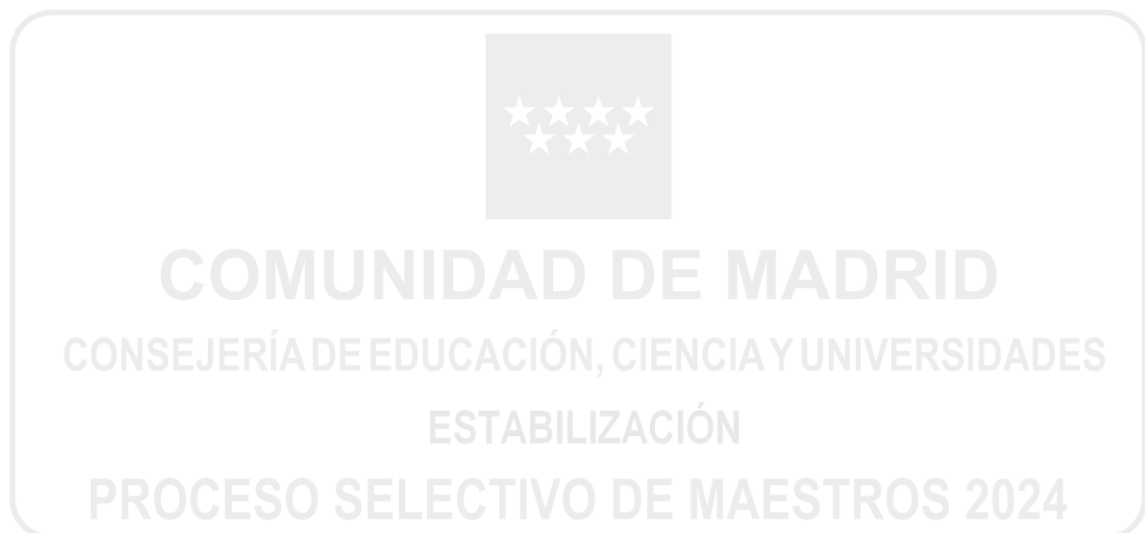 COMUNIDAD DE MADRID
CONSEJERÍA DE EDUCACIÓN, CIENCIA Y UNIVERSIDADES
ESTABILIZACIÓN
PROCESO SELECTIVO DE MAESTROS 2024